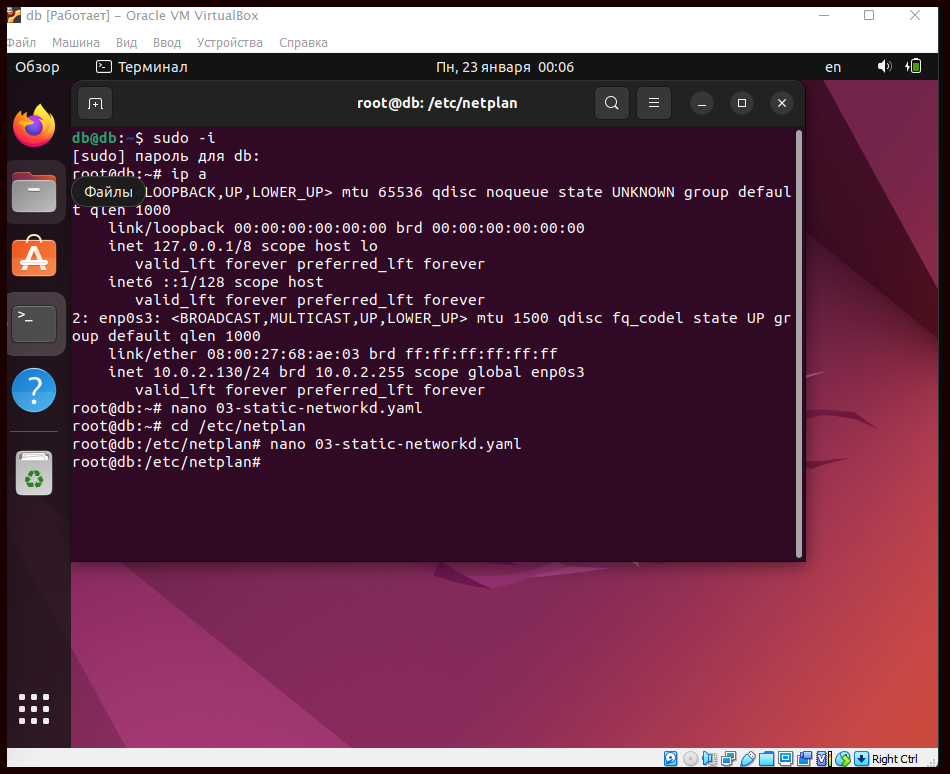 db [Работает] – Oracle VM VirtualBox
Файл Машина Вид Ввод Устройства Справка
Обзор Терминал Пн, 23 января 00:06 en
root@db: /etc/netplan
db@db:~$ sudo -i
[sudo] пароль для db:
root@db:~# ip a
Файлы LOOPBACK,UP,LOWER_UP> mtu 65536 qdisc noqueue state UNKNOWN group defaul
t qlen 1000
link/loopback 00:00:00:00:00:00 brd 00:00:00:00:00:00
inet 127.0.0.1/8 scope host lo
valid_lft forever preferred_lft forever
inet6 ::1/128 scope host
valid_lft forever preferred_lft forever
2: enp0s3: <BROADCAST,MULTICAST,UP,LOWER_UP> mtu 1500 qdisc fq_codel state UP gr
oup default qlen 1000
link/ether 08:00:27:68:ae:03 brd ff:ff:ff:ff:ff:ff
inet 10.0.2.130/24 brd 10.0.2.255 scope global enp0s3
valid_lft forever preferred_lft forever
root@db:~# nano 03-static-networkd.yaml
root@db:~# cd /etc/netplan
root@db:/etc/netplan# nano 03-static-networkd.yaml
root@db:/etc/netplan#
Right Ctrl